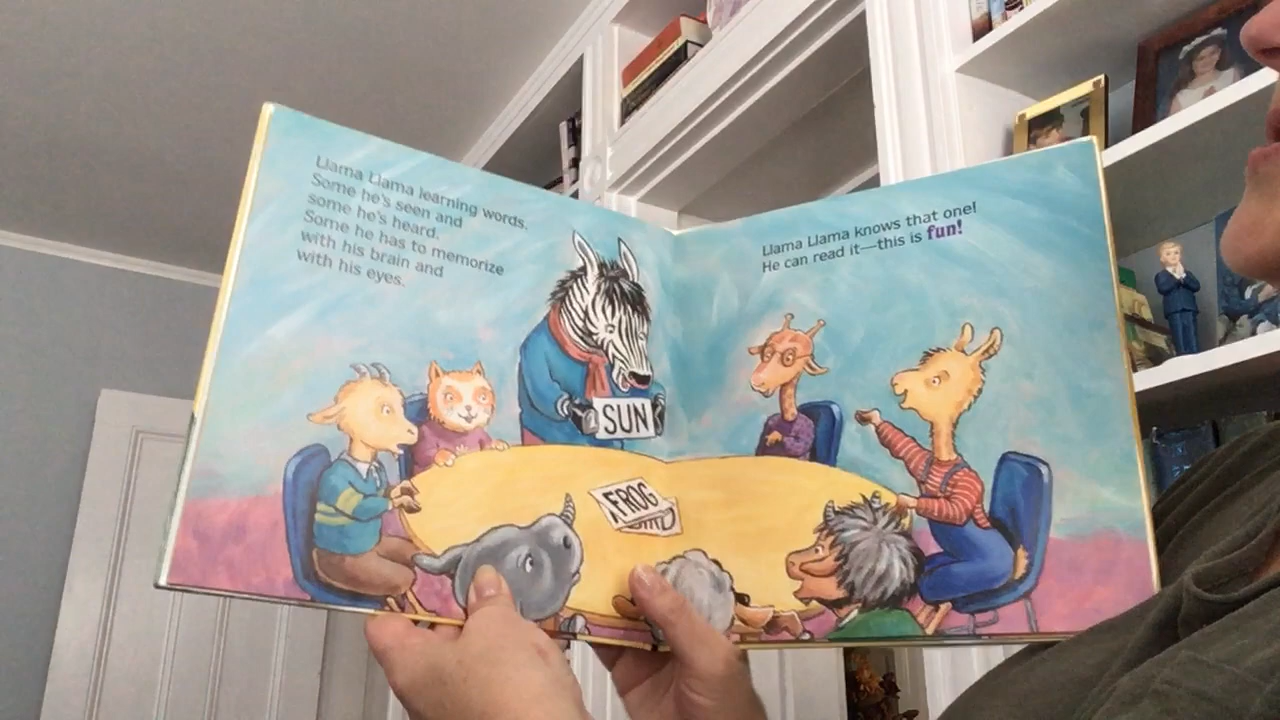 Llama Llama learning words.
Some he's seen and
some he's heard.
Some he has to memorize
with his brain and
with his eyes.
Llama Llama knows that one!
He can read it—this is fun!
SUN
FROG
BIRD